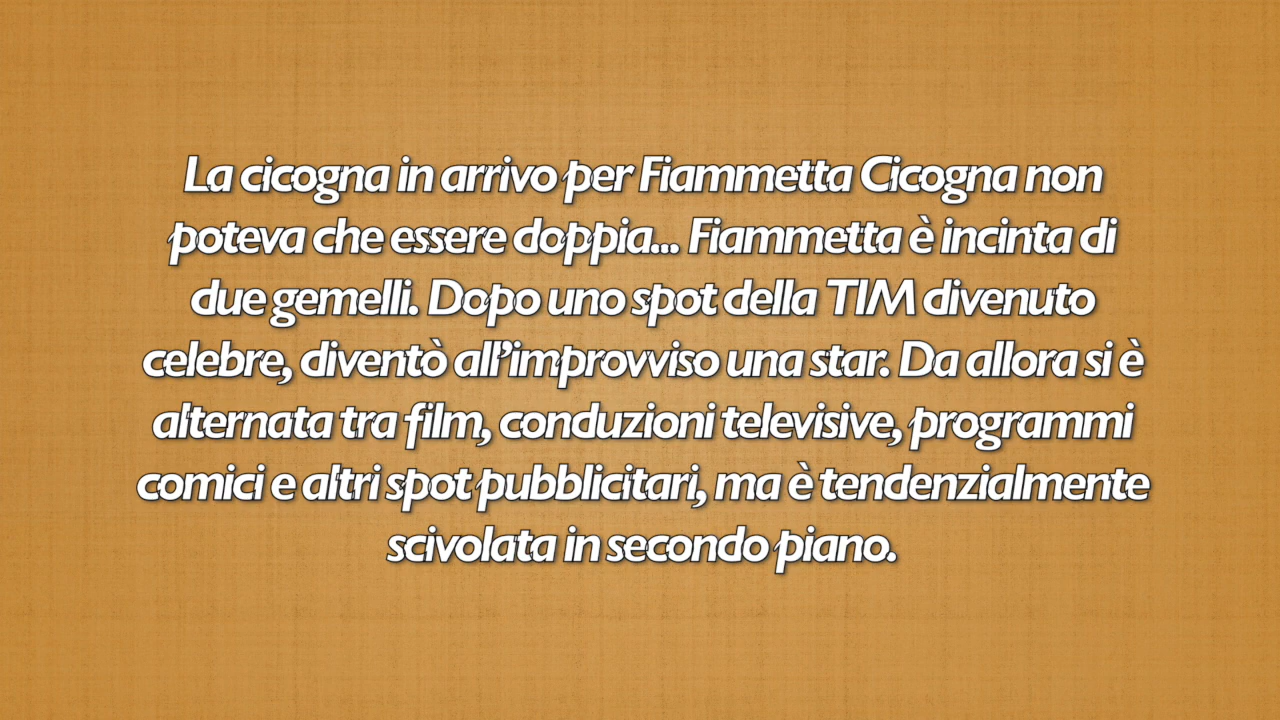 La cicogna in arrivo per Fiammetta Cicogna non
poteva che essere doppia... Fiammetta è incinta di
due gemelli. Dopo uno spot della TIM divenuto
celebre, diventò all’improvviso una star. Da allora si è
alternata tra film, conduzioni televisive, programmi
comici e altri spot pubblicitari, ma è tendenzialmente
scivolata in secondo piano.